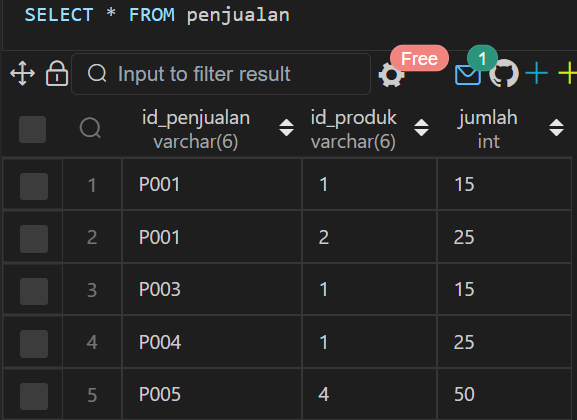 SELECT * FROM penjualan
Free
1
Input to filter result
id_penjualan id_produk jumlah
varchar(6) varchar(6) int
1 P001 1 15
2 P001 2 25
3 P003 1 15
4 P004 1 25
5 P005 4 50